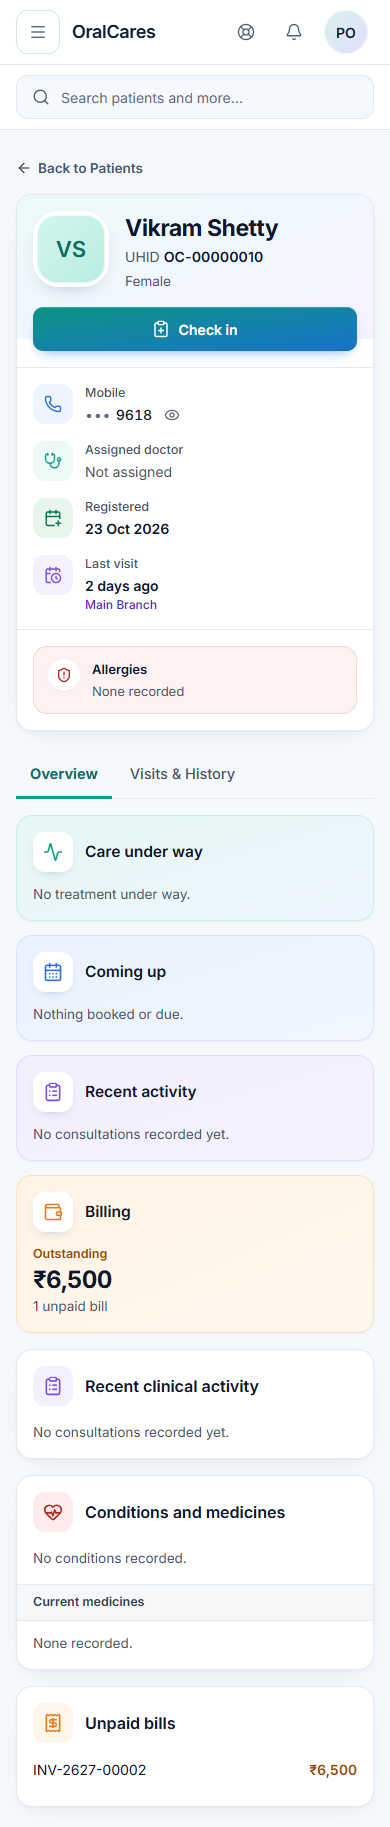 OralCares
PO
Search patients and more...
Back to Patients
VS
Vikram Shetty
UHID OC-00000010
Female
Check in
Mobile
••• 9618
Assigned doctor
Not assigned
Registered
23 Oct 2026
Last visit
2 days ago
Main Branch
Allergies
None recorded
Overview
Visits & History
Care under way
No treatment under way.
Coming up
Nothing booked or due.
Recent activity
No consultations recorded yet.
Billing
Outstanding
₹6,500
1 unpaid bill
Recent clinical activity
No consultations recorded yet.
Conditions and medicines
No conditions recorded.
Current medicines
None recorded.
Unpaid bills
INV-2627-00002 ₹6,500